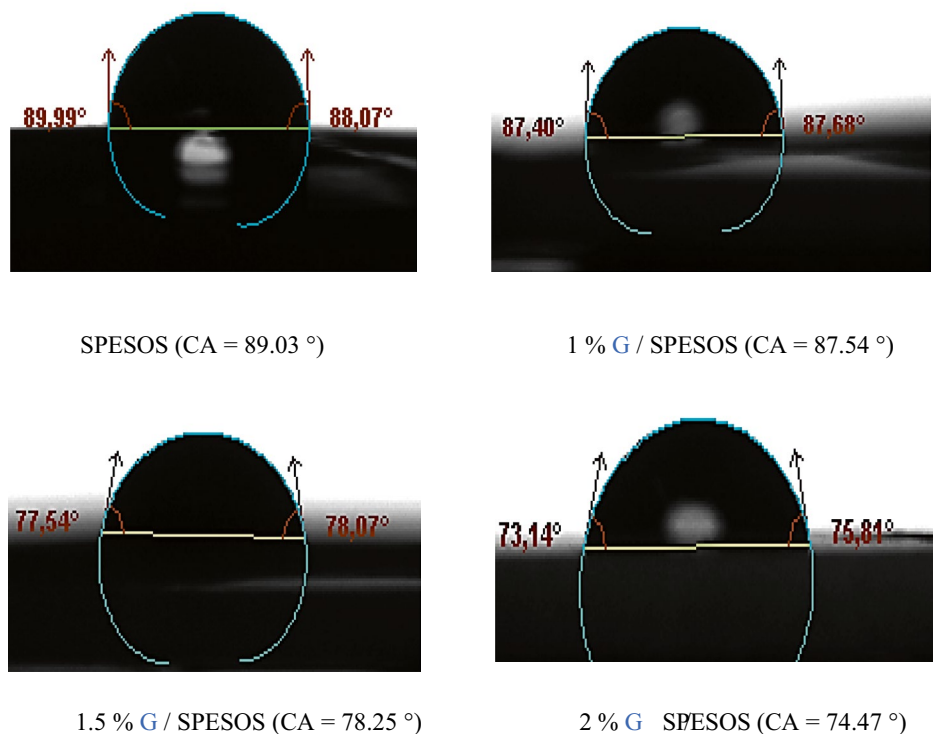 89,99° 88,07°
87,40° 87,68°
SPESOS (CA = 89.03 °)
1 % G / SPESOS (CA = 87.54 °)
77,54° 78,07°
73,14° 75,81°
1.5 % G / SPESOS (CA = 78.25 °)
2 % G / SPESOS (CA = 74.47 °)